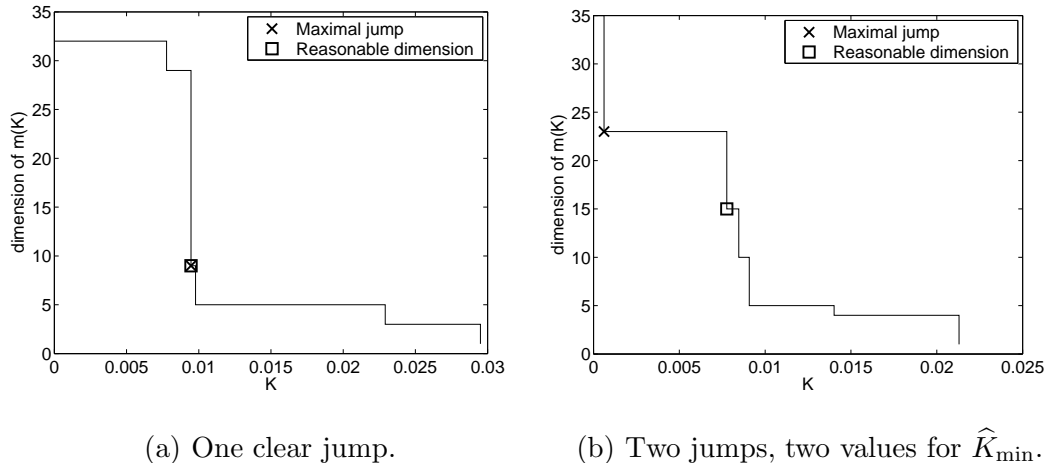 35
30
25
20
15
10
5
0
dimension of m(K)
Maximal jump
Reasonable dimension
0 0.005 0.01 0.015 0.02 0.025 0.03
K
(a) One clear jump.
35
30
25
20
15
10
5
0
dimension of m(K)
Maximal jump
Reasonable dimension
0 0.005 0.01 0.015 0.02 0.025
K
(b) Two jumps, two values for K̂min.